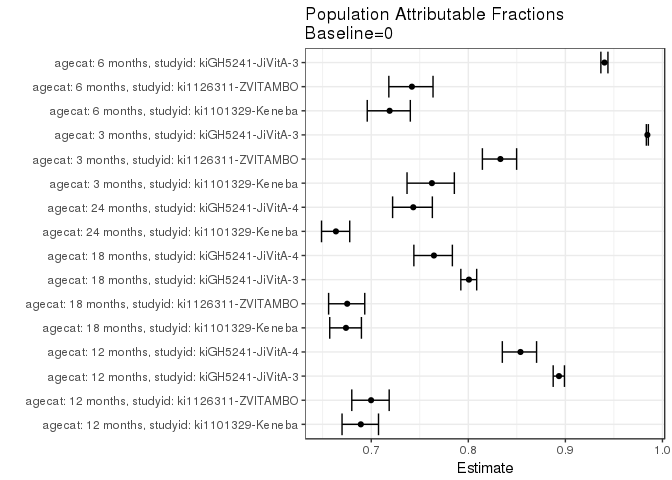 Population Attributable Fractions
Baseline=0
agecat: 6 months, studyid: kiGH5241-JiVitA-3
agecat: 6 months, studyid: ki1126311-ZVITAMBO
agecat: 6 months, studyid: ki1101329-Keneba
agecat: 3 months, studyid: kiGH5241-JiVitA-3
agecat: 3 months, studyid: ki1126311-ZVITAMBO
agecat: 3 months, studyid: ki1101329-Keneba
agecat: 24 months, studyid: kiGH5241-JiVitA-4
agecat: 24 months, studyid: ki1101329-Keneba
agecat: 18 months, studyid: kiGH5241-JiVitA-4
agecat: 18 months, studyid: kiGH5241-JiVitA-3
agecat: 18 months, studyid: ki1126311-ZVITAMBO
agecat: 18 months, studyid: ki1101329-Keneba
agecat: 12 months, studyid: kiGH5241-JiVitA-4
agecat: 12 months, studyid: kiGH5241-JiVitA-3
agecat: 12 months, studyid: ki1126311-ZVITAMBO
agecat: 12 months, studyid: ki1101329-Keneba
0.7 0.8 0.9 1.0
Estimate